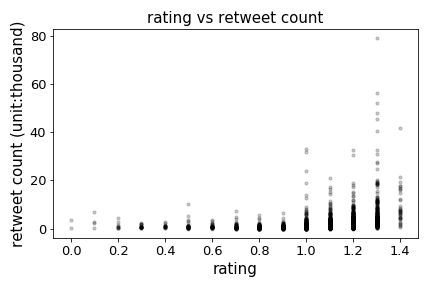 rating vs retweet count
retweet count (unit:thousand)
80
60
40
20
0
0.0 0.2 0.4 0.6 0.8 1.0 1.2 1.4
rating